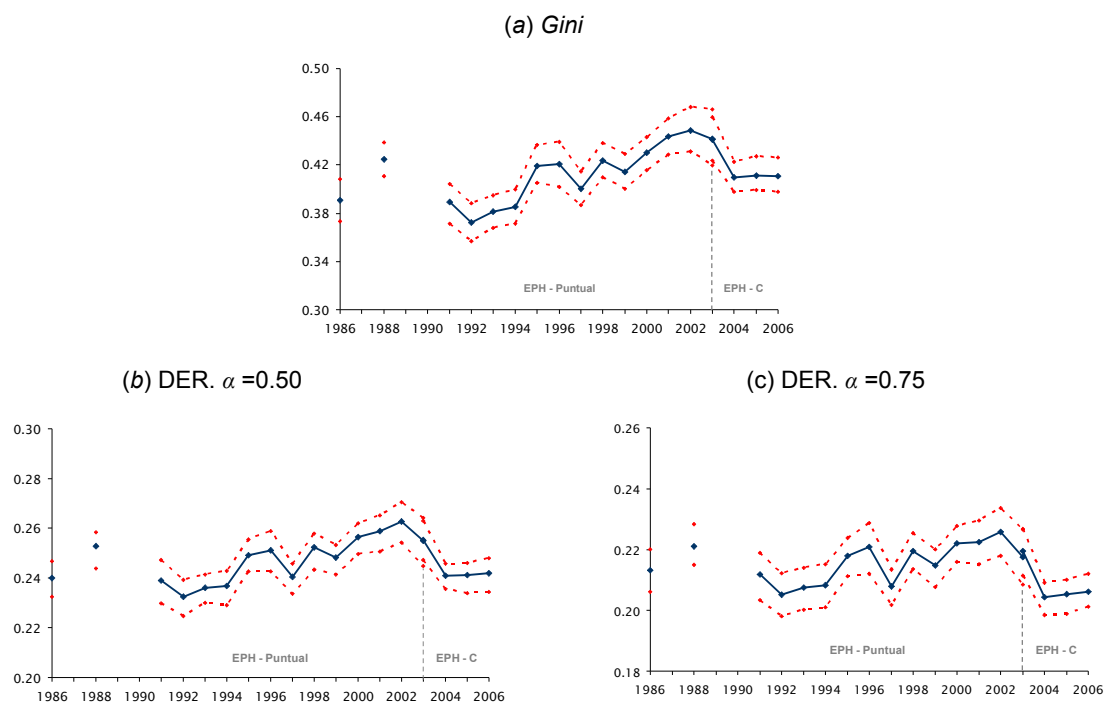 (a) Gini
0.50
0.46
0.42
0.38
0.34
0.30
EPH - Puntual
EPH - C
1986 1988 1990 1992 1994 1996 1998 2000 2002 2004 2006
(b) DER. α =0.50
0.30
0.28
0.26
0.24
0.22
0.20
EPH - Puntual
EPH - C
1986 1988 1990 1992 1994 1996 1998 2000 2002 2004 2006
(c) DER. α =0.75
0.26
0.24
0.22
0.20
0.18
EPH - Puntual
EPH - C
1986 1988 1990 1992 1994 1996 1998 2000 2002 2004 2006